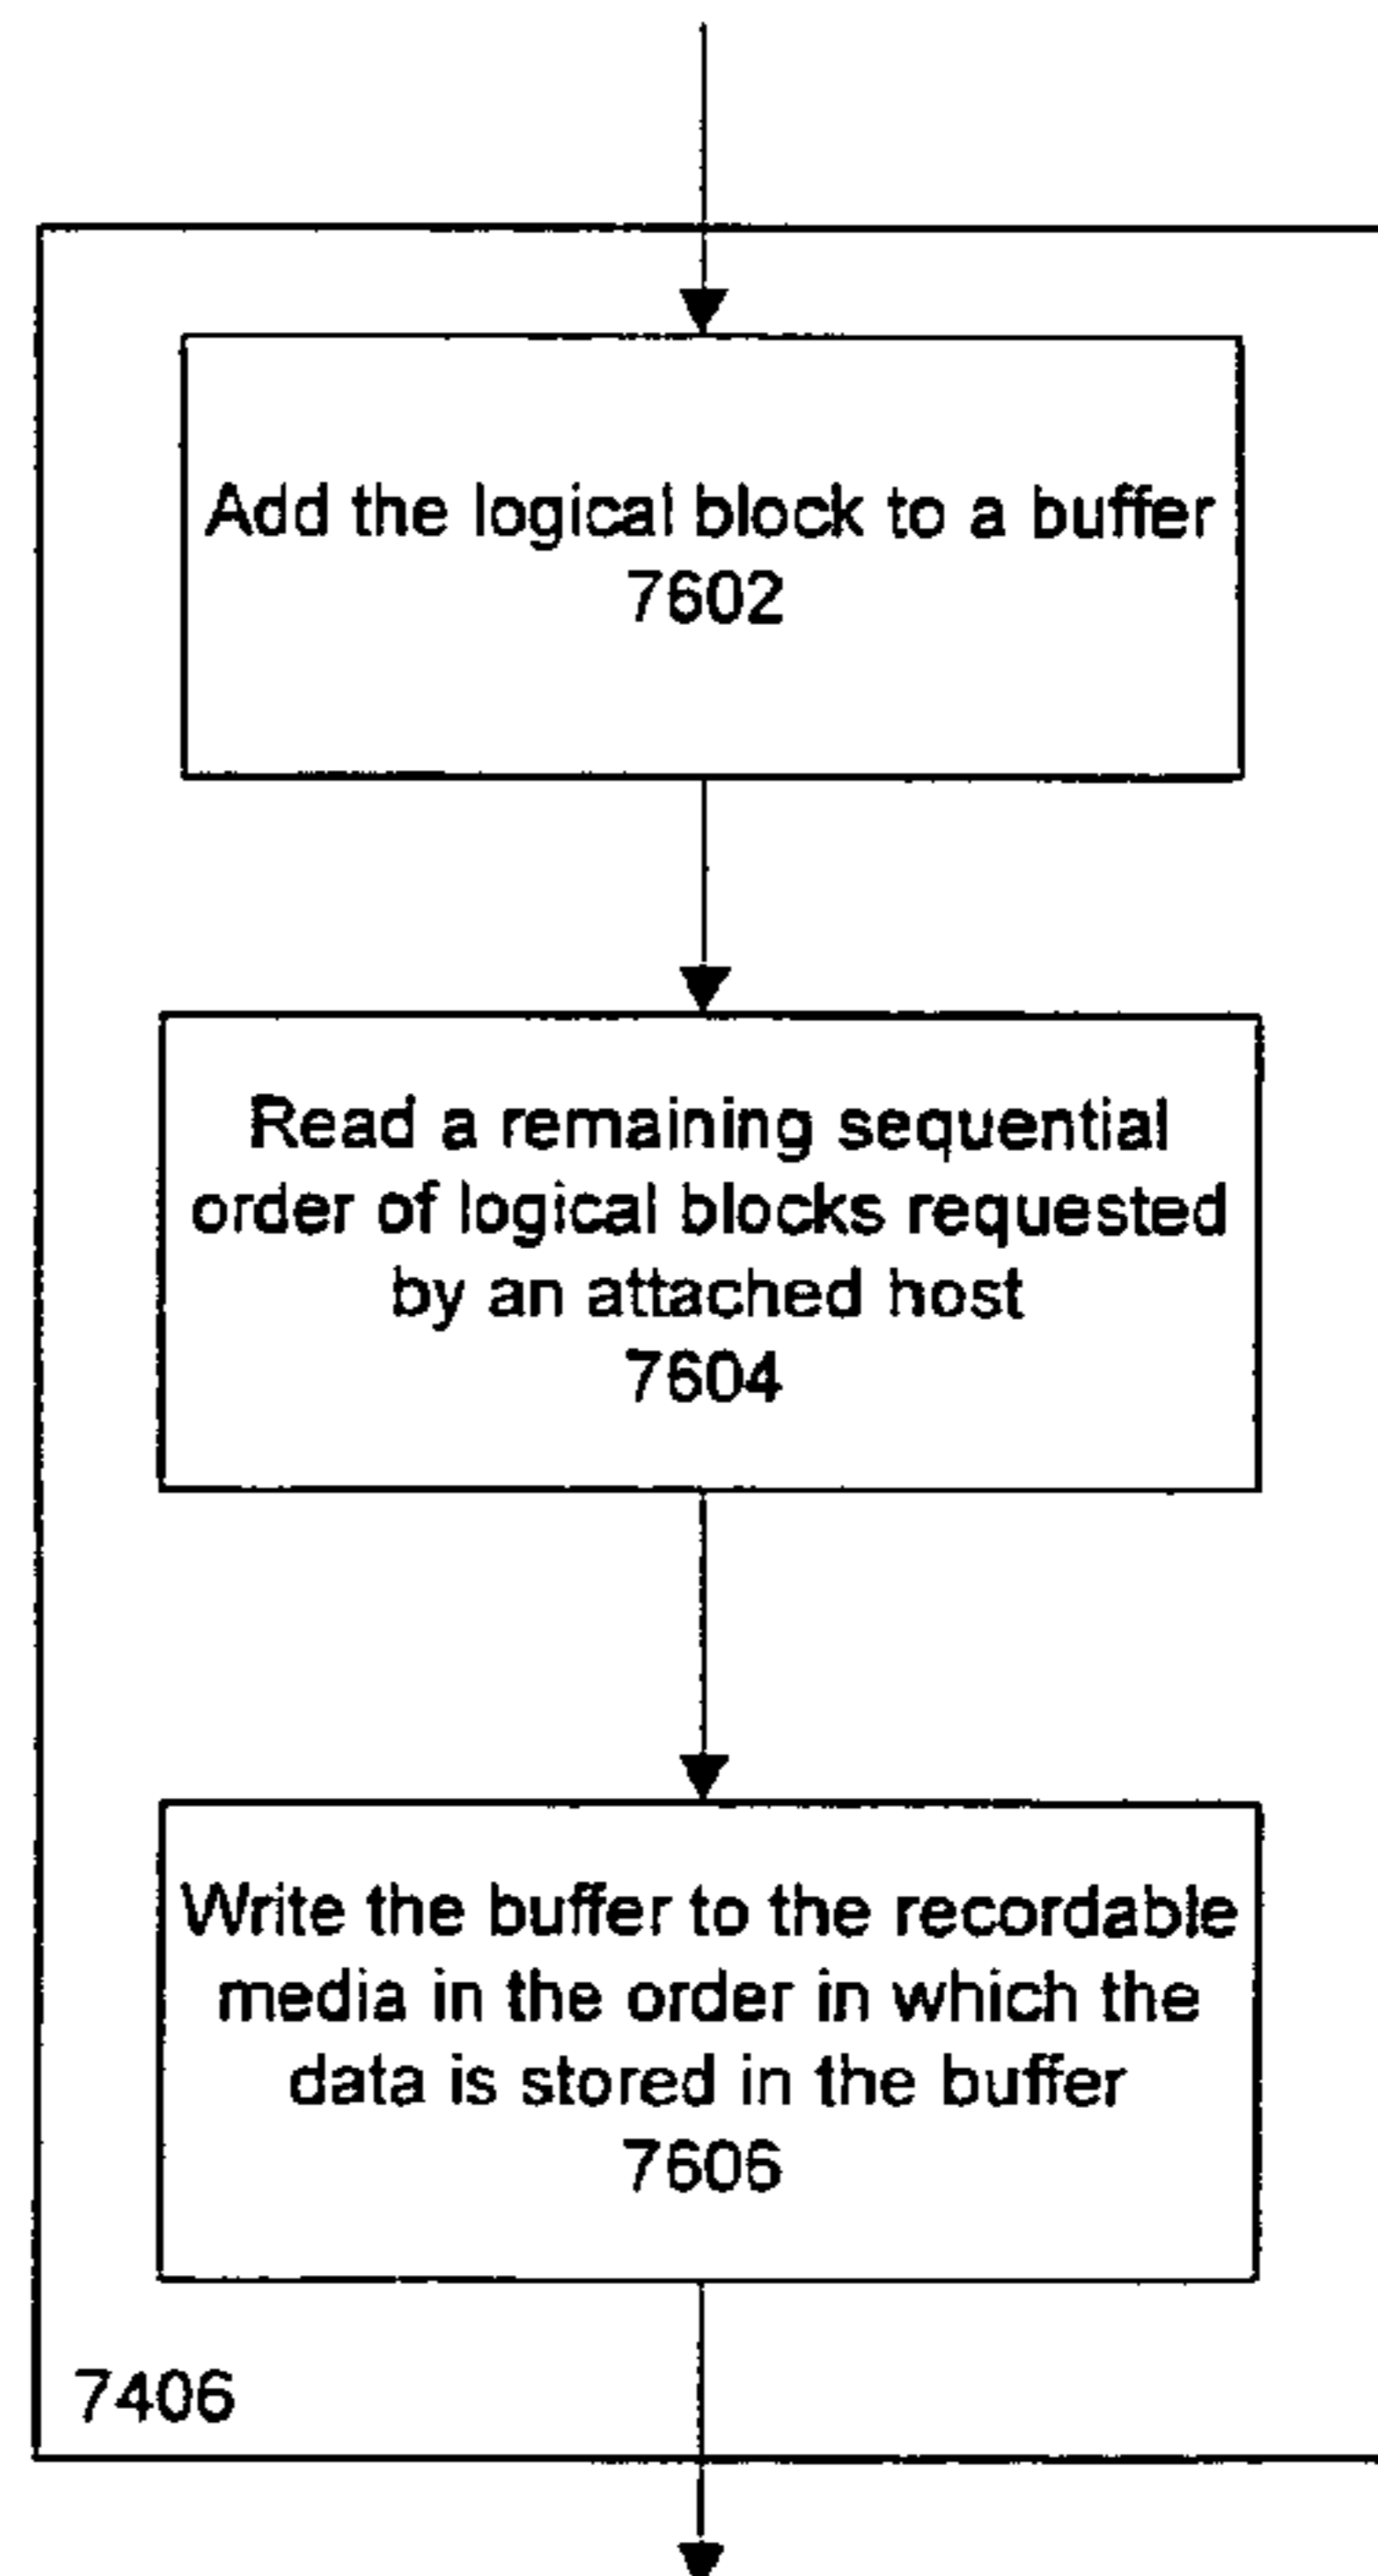 Add the logical block to a buffer
7602
Read a remaining sequential
order of logical blocks requested
by an attached host
7604
Write the buffer to the recordable
media in the order in which the
data is stored in the buffer
7606
7406